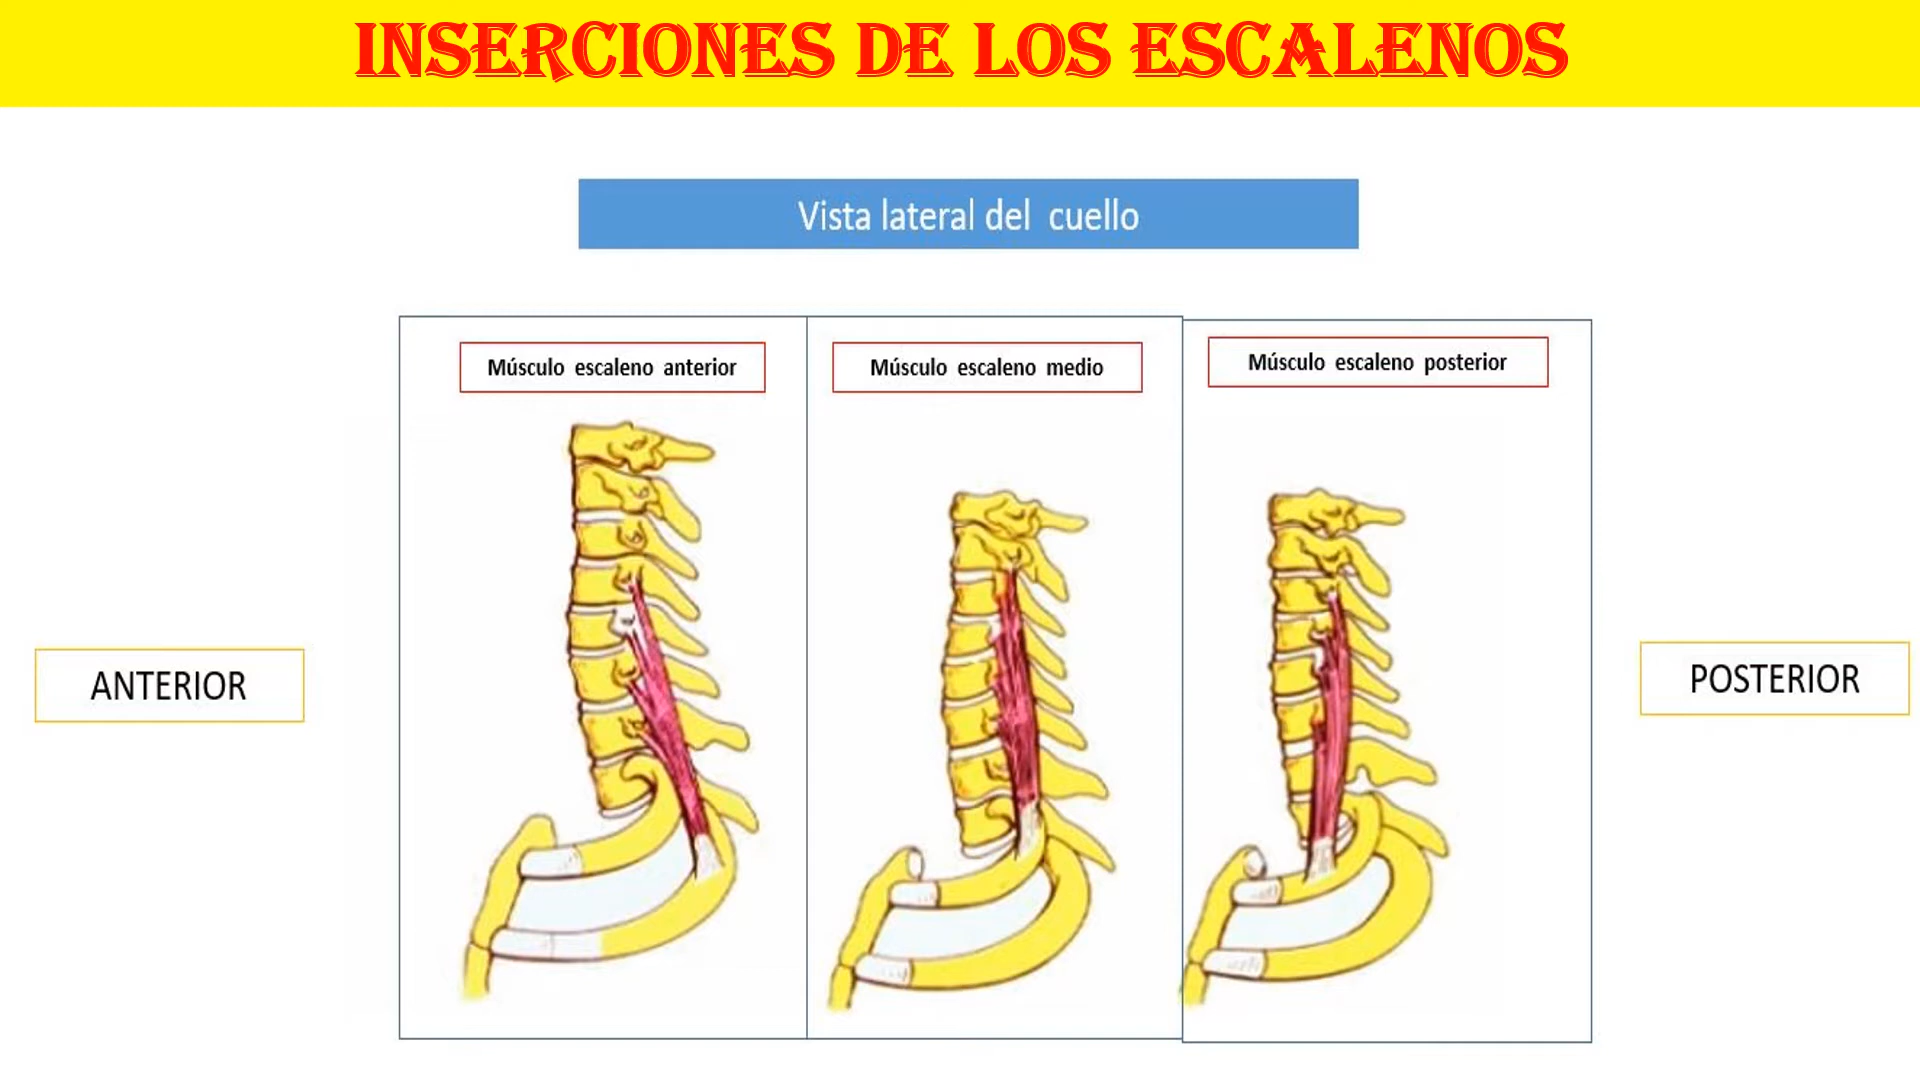 INSERCIONES DE LOS ESCALENOS
Vista lateral del cuello
Músculo escaleno anterior
Músculo escaleno medio
Músculo escaleno posterior
ANTERIOR
POSTERIOR